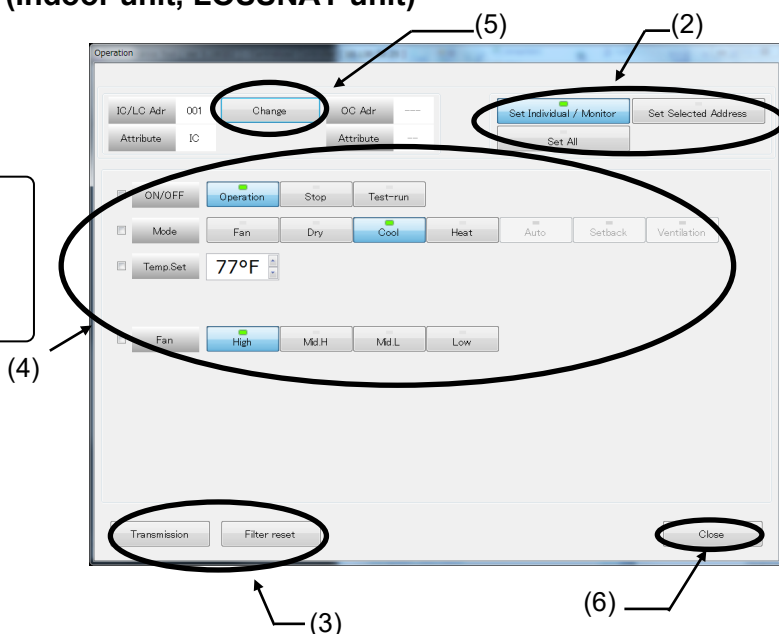 (Indoor unit, LOSSNAY unit)
(5)
(2)
Operation
IC/LC Adr 001 Change OC Adr ---
Set Individual / Monitor Set Selected Address
Attribute IC Attribute ---
Set All
ON/OFF Operation Stop Test-run
Mode Fan Dry Cool Heat Auto Setback Ventilation
Temp.Set 77°F
Fan High Mid.H Mid.L Low
(4)
Transmission Filter reset Close
(3)
(6)